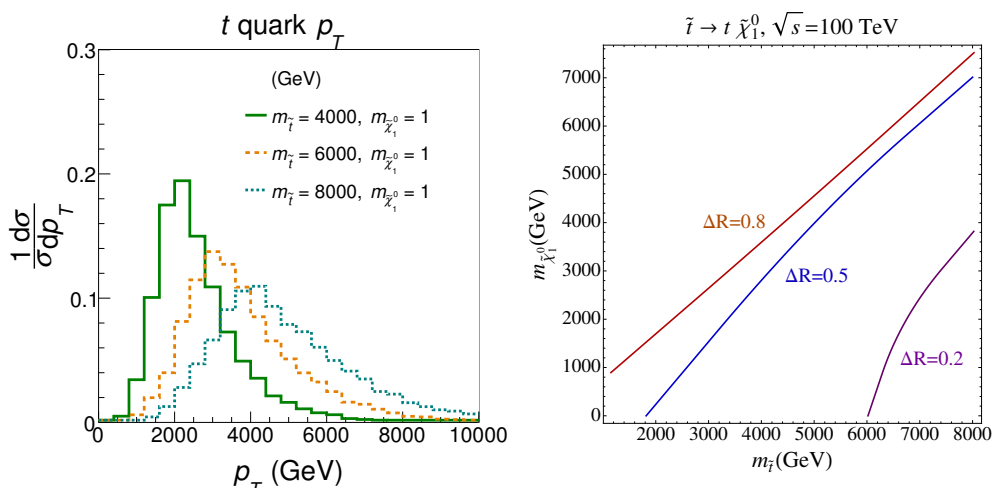 t quark p_T
(GeV)
m_t̃ = 4000, m_χ̃₁⁰ = 1
m_t̃ = 6000, m_χ̃₁⁰ = 1
m_t̃ = 8000, m_χ̃₁⁰ = 1
0.3
0.2
0.1
0
1 dσ
σ dp_T
0 2000 4000 6000 8000 10000
p_T (GeV)
t̃ → t χ̃₁⁰, √s =100 TeV
7000
6000
5000
4000
3000
2000
1000
0
m_χ̃₁⁰(GeV)
ΔR=0.8
ΔR=0.5
ΔR=0.2
2000 3000 4000 5000 6000 7000 8000
m_t̃(GeV)